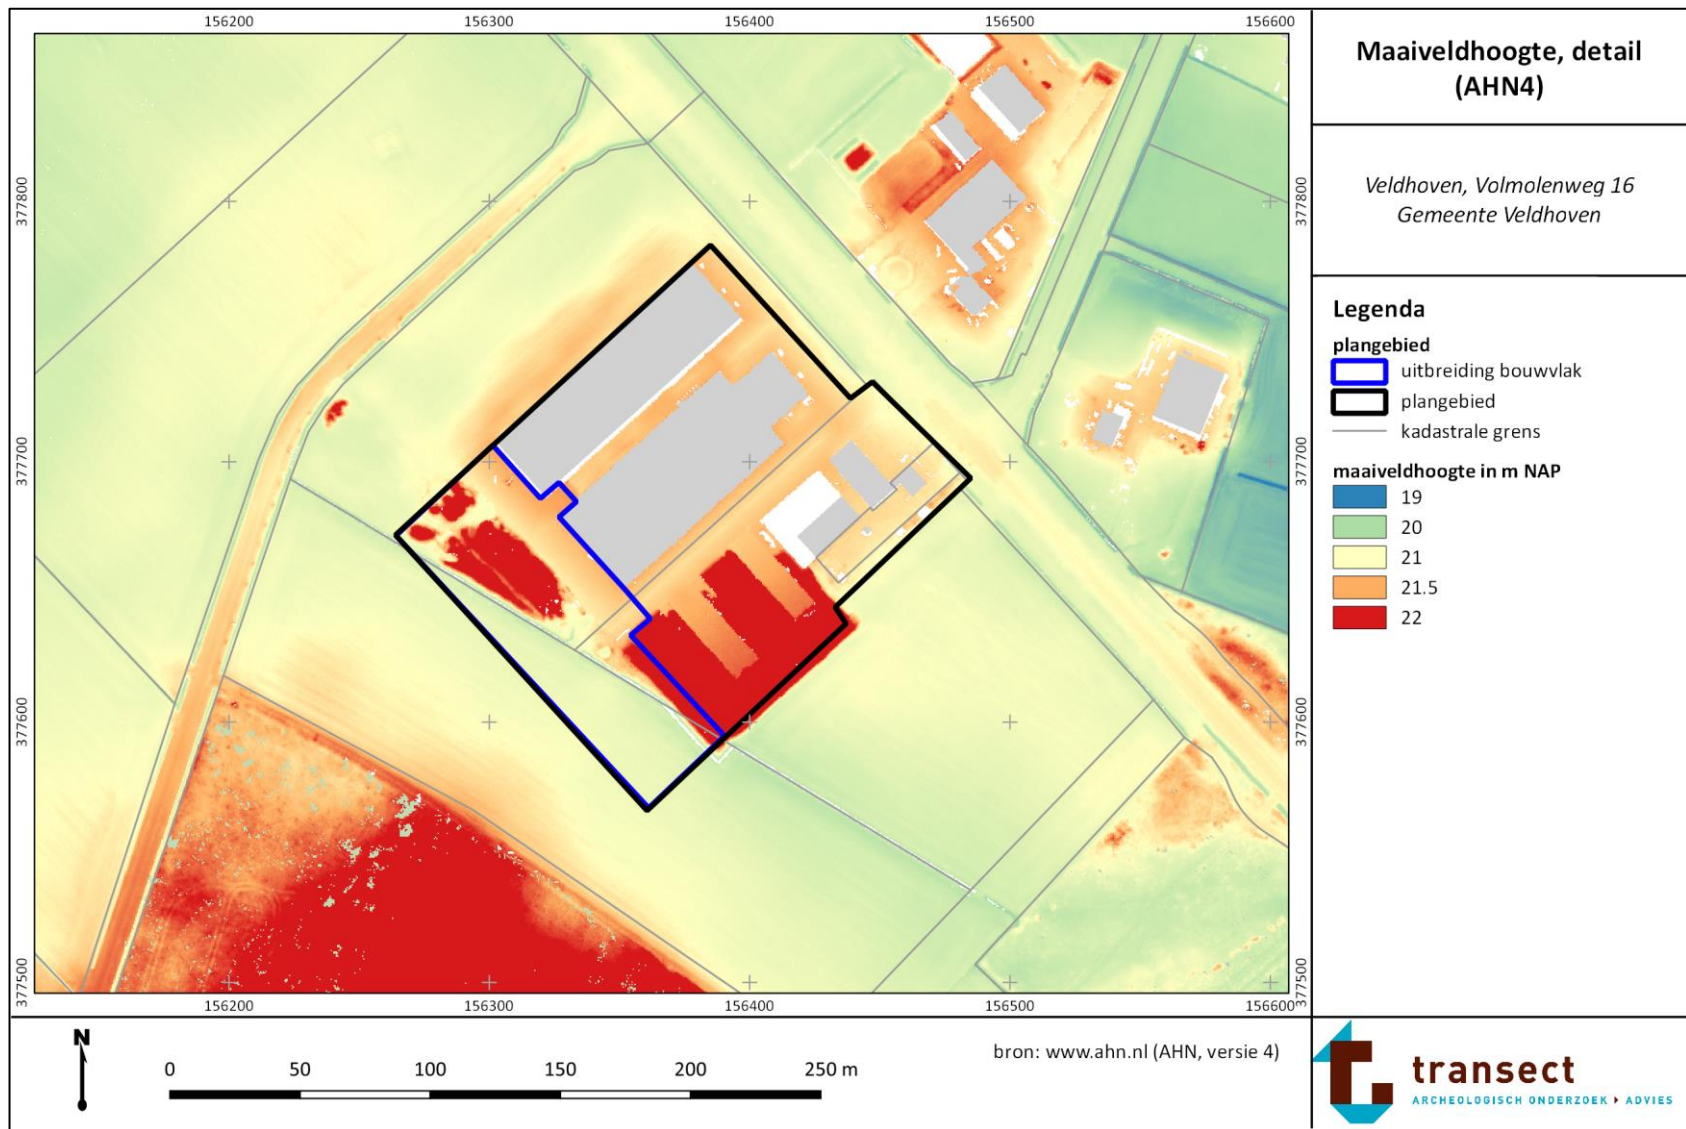 156200 156300 156400 156500 156600
377800 377800
377700 377700
377600 377600
377500 377500
156200 156300 156400 156500 156600
Maaiveldhoogte, detail
(AHN4)
Veldhoven, Volmolenweg 16
Gemeente Veldhoven
Legenda
plangebied
uitbreiding bouwvlak
plangebied
kadastrale grens
maaiveldhoogte in m NAP
19
20
21
21.5
22
N
0 50 100 150 200 250 m
bron: www.ahn.nl (AHN, versie 4)
transect
ARCHEOLOGISCH ONDERZOEK ▸ ADVIES